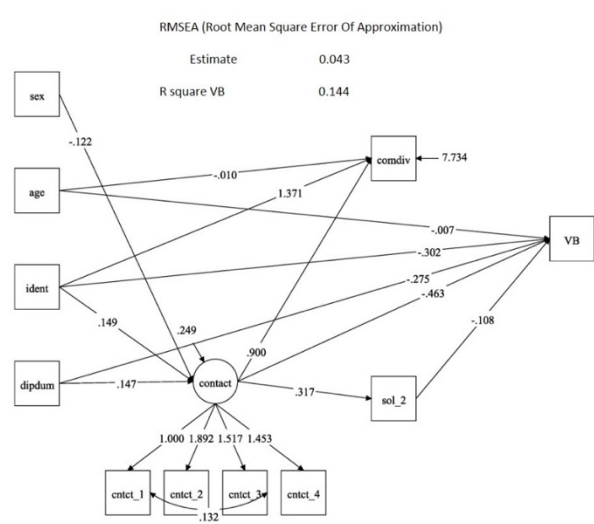 RMSEA (Root Mean Square Error Of Approximation)
Estimate 0.043
R square VB 0.144
sex
-.122
comdiv
7.734
age
-.010
1.371
-.007
VB
-.302
ident
-.275
-.463
.149
-.108
.249
.900
dipdum
.147
contact
.317
sol_2
1.000 1.892 1.517 1.453
cntct_1 cntct_2 cntct_3 cntct_4
.132